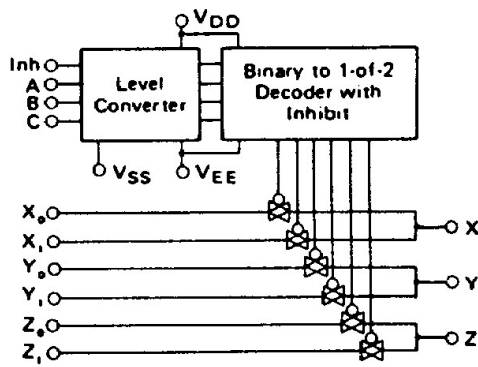 VDD
Inh
A
B
C
Level
Converter
Binary to 1-of-2
Decoder with
Inhibit
VSS
VEE
X0
X1
X
Y0
Y1
Y
Z0
Z1
Z